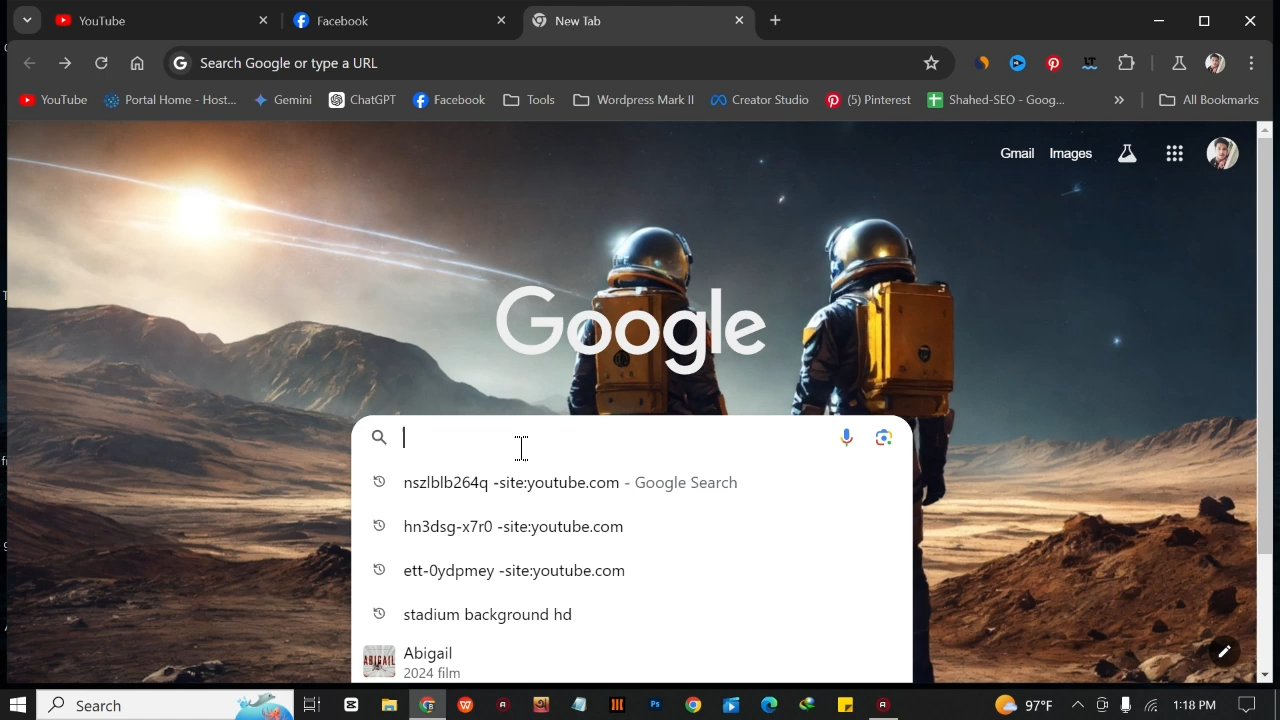 YouTube
Facebook
New Tab
Search Google or type a URL
YouTube
Portal Home - Host...
Gemini
ChatGPT
Facebook
Tools
Wordpress Mark II
Creator Studio
(5) Pinterest
Shahed-SEO - Goog...
»
All Bookmarks
Gmail
Images
Google
nszlblb264q -site:youtube.com - Google Search
hn3dsg-x7r0 -site:youtube.com
ett-0ydpmey -site:youtube.com
stadium background hd
ABIGAIL
Abigail
2024 film
Search
97°F
1:18 PM